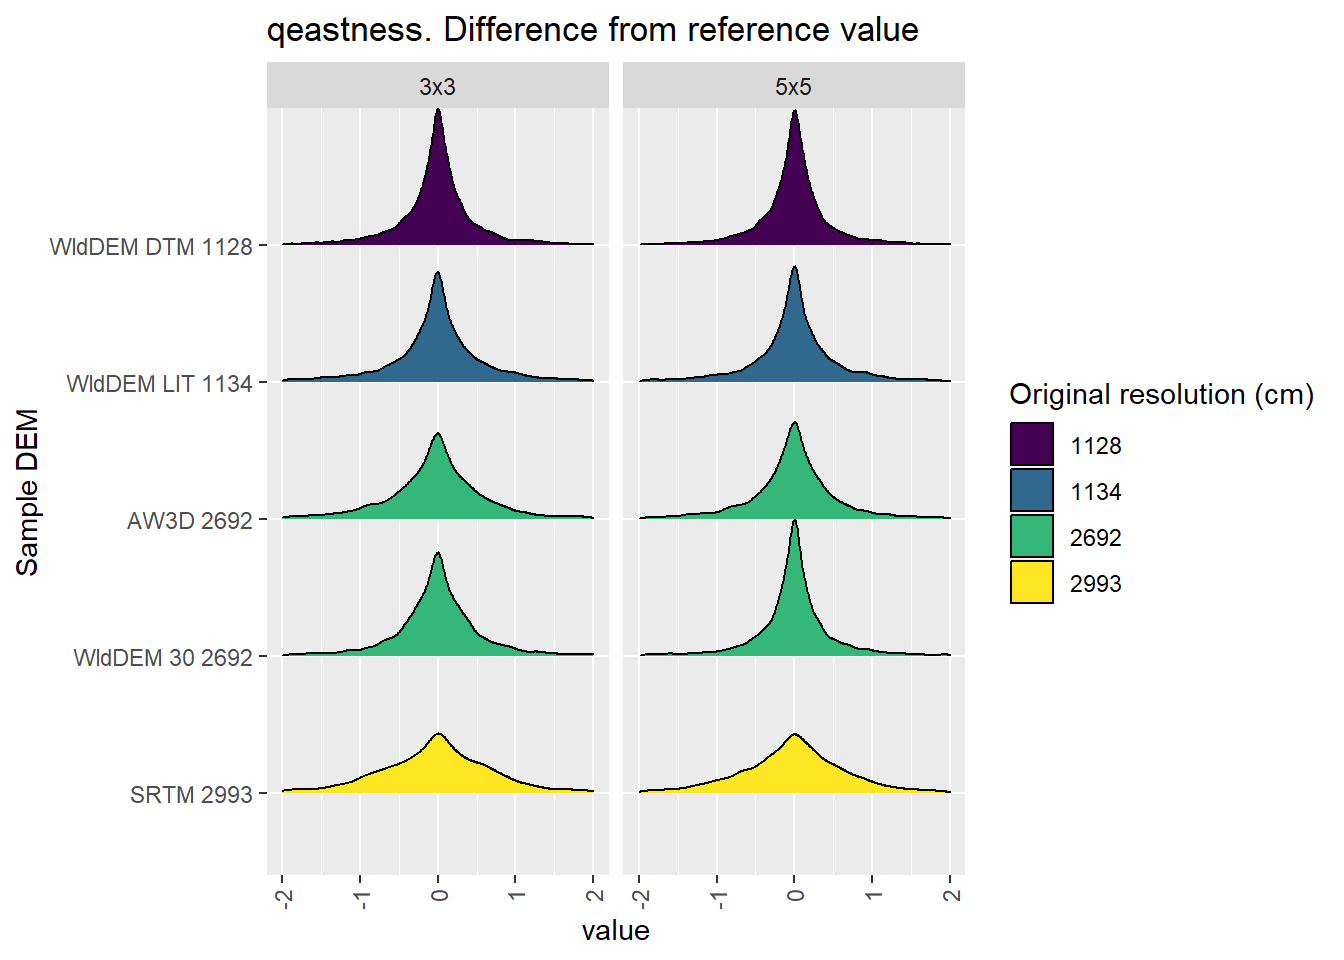 qeastness. Difference from reference value
3x3
5x5
Sample DEM
WldDEM DTM 1128
WldDEM LIT 1134
AW3D 2692
WldDEM 30 2692
SRTM 2993
-2 -1 0 1 2
-2 -1 0 1 2
value
Original resolution (cm)
1128
1134
2692
2993